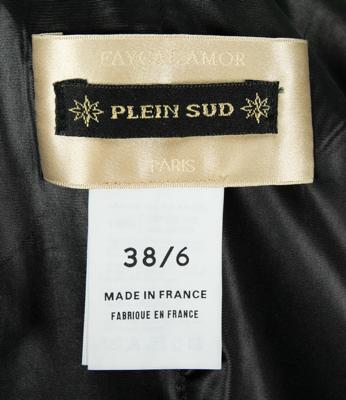 FAYCAL AMOR
PLEIN SUD
PARIS
38/6
MADE IN FRANCE
FABRIQUE EN FRANCE